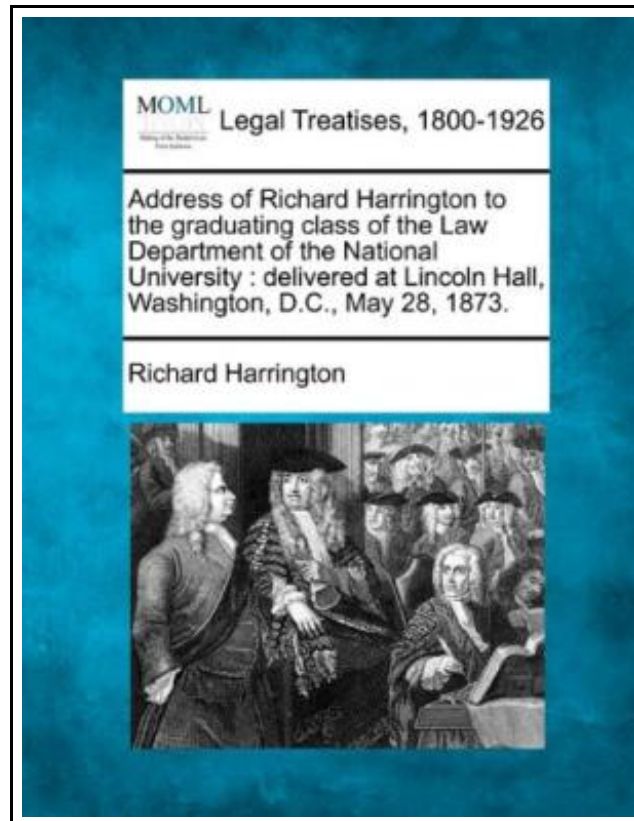 MOML
Legal Treatises, 1800-1926
Address of Richard Harrington to
the graduating class of the Law
Department of the National
University : delivered at Lincoln Hall,
Washington, D.C., May 28, 1873.
Richard Harrington